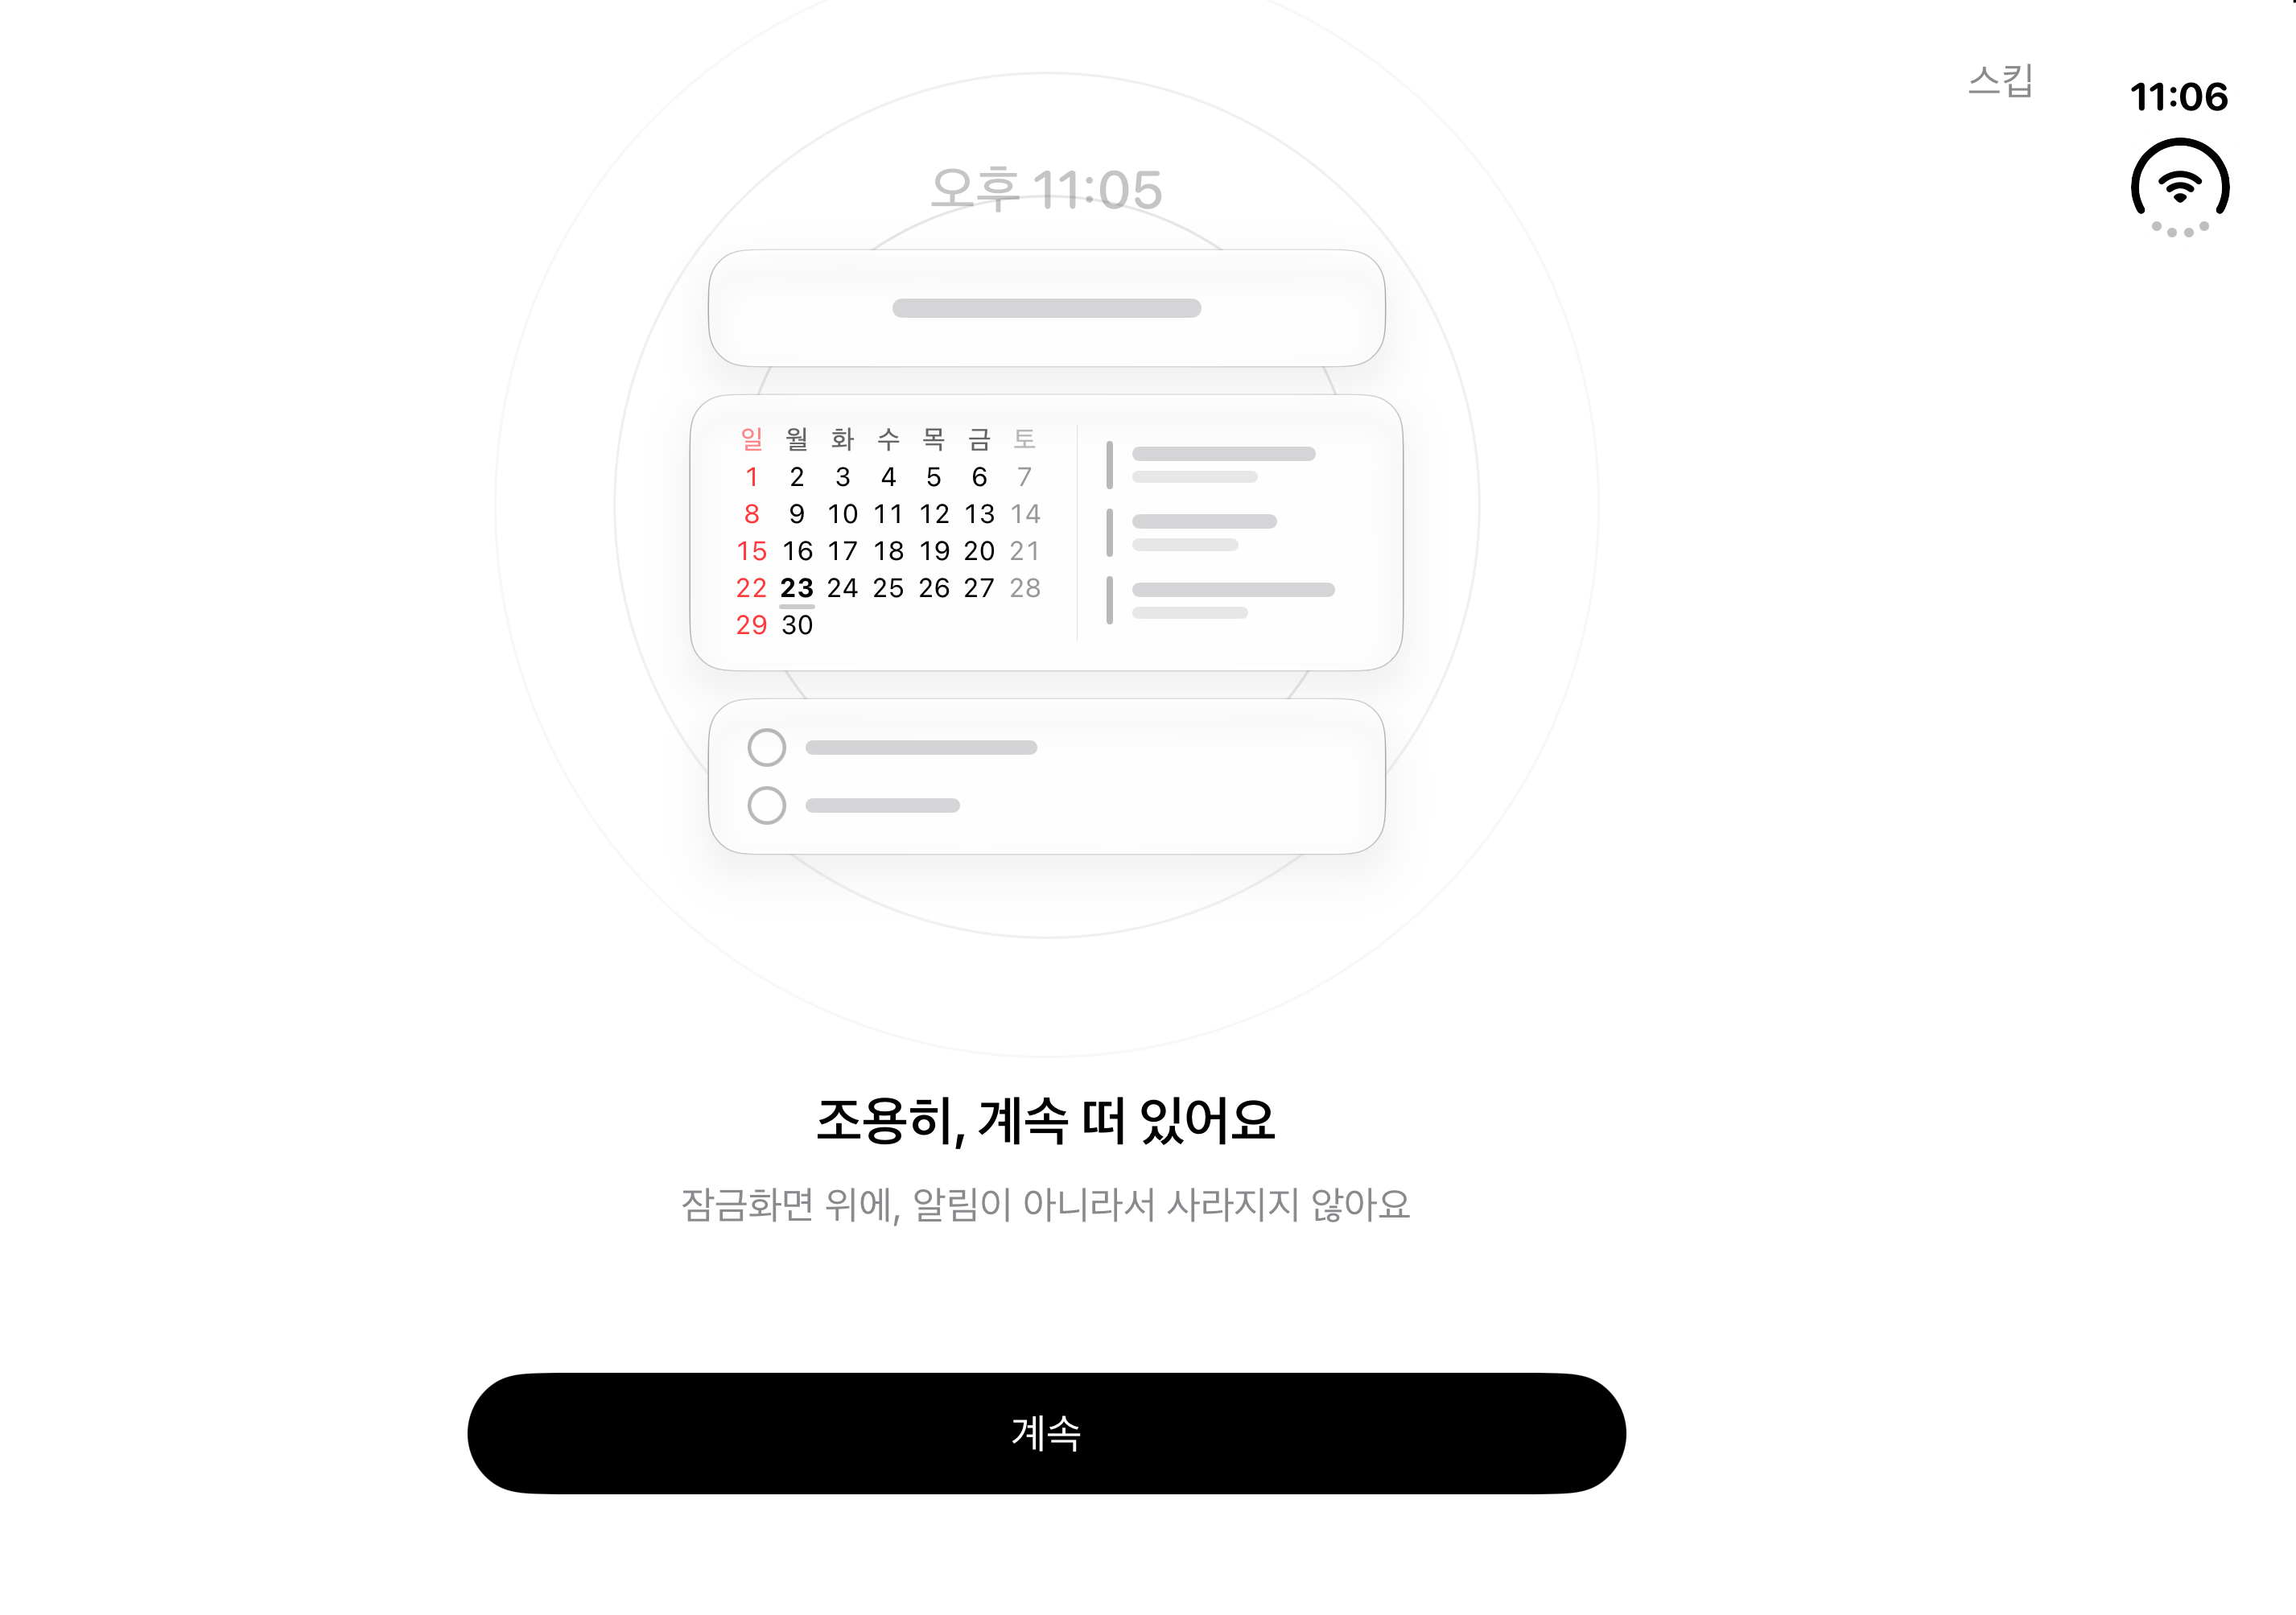 스킵
11:06
오후 11:05
일 월 화 수 목 금 토
1 2 3 4 5 6 7
8 9 10 11 12 13 14
15 16 17 18 19 20 21
22 23 24 25 26 27 28
29 30
조용히, 계속 떠 있어요
잠금화면 위에, 알림이 아니라서 사라지지 않아요
계속